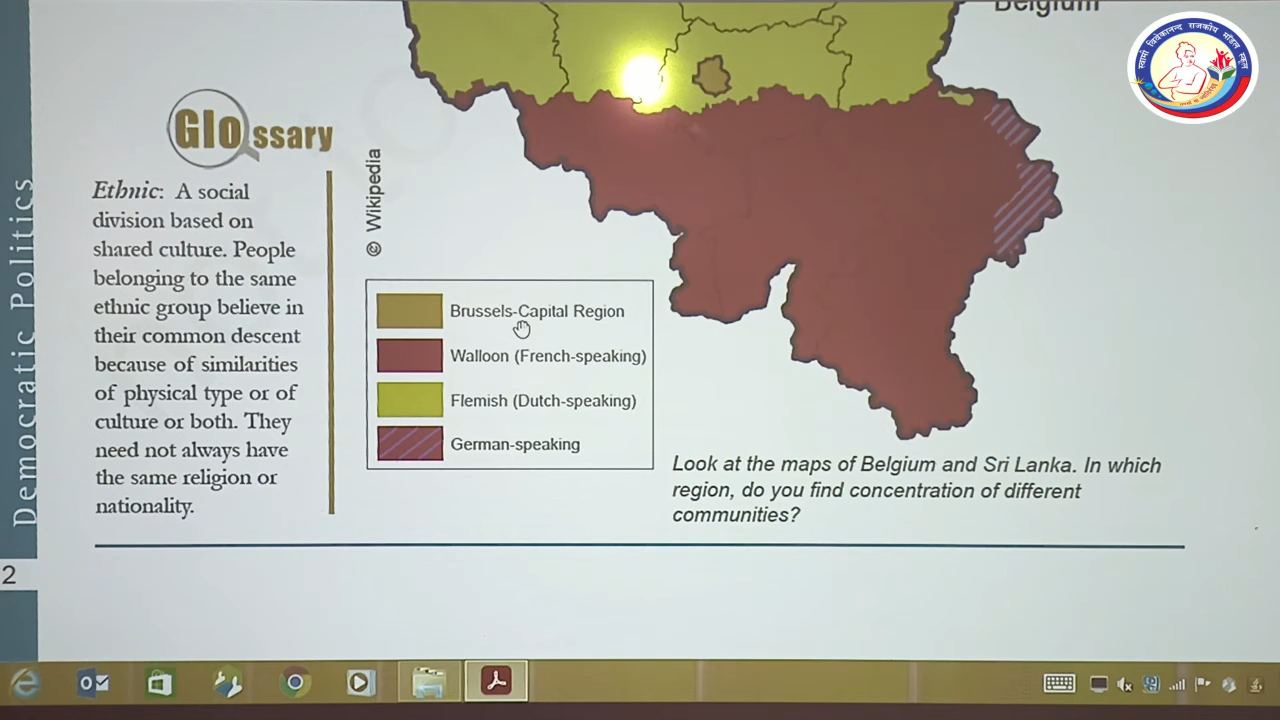 Belgium
स्वामी विवेकानन्द राजकीय मॉडल स्कूल
Democratic Politics
Glossary
Ethnic: A social
division based on
shared culture. People
belonging to the same
ethnic group believe in
their common descent
because of similarities
of physical type or of
culture or both. They
need not always have
the same religion or
nationality.
© Wikipedia
Brussels-Capital Region
Walloon (French-speaking)
Flemish (Dutch-speaking)
German-speaking
Look at the maps of Belgium and Sri Lanka. In which
region, do you find concentration of different
communities?
2